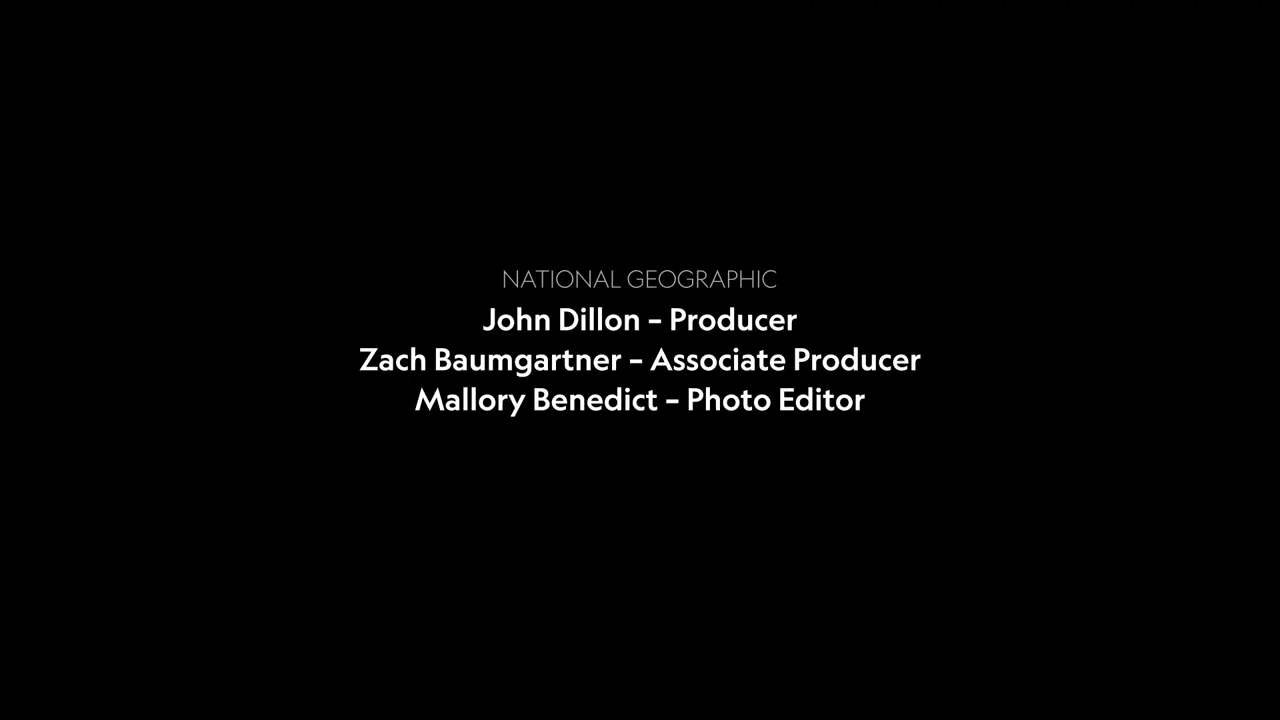 NATIONAL GEOGRAPHIC
John Dillon – Producer
Zach Baumgartner – Associate Producer
Mallory Benedict – Photo Editor